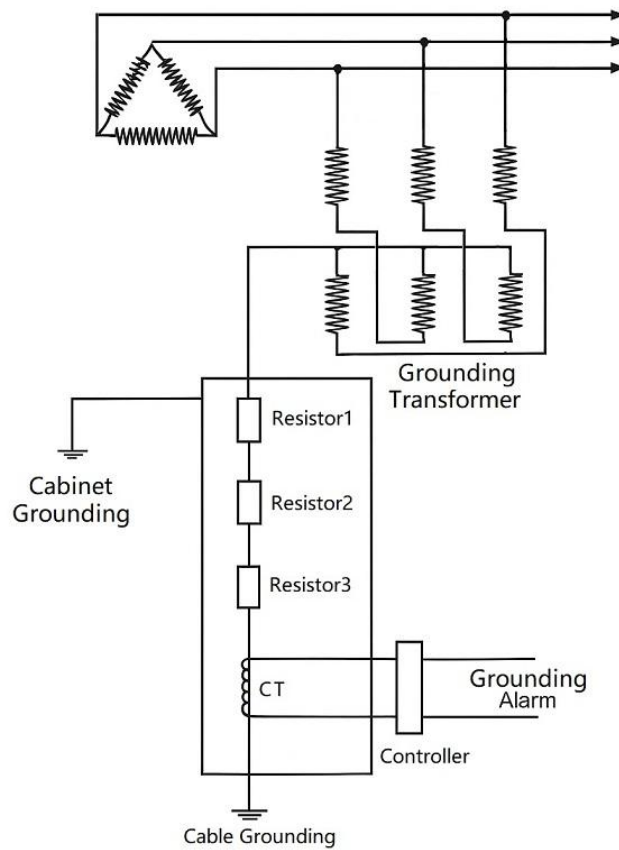 Grounding
Transformer
Resistor1
Cabinet
Grounding
Resistor2
Resistor3
CT
Grounding
Alarm
Controller
Cable Grounding